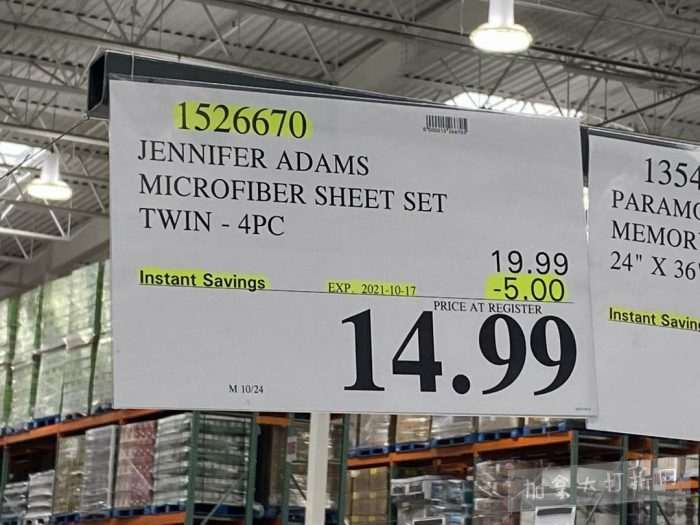 1526670
JENNIFER ADAMS
MICROFIBER SHEET SET
TWIN - 4PC
19.99
Instant Savings EXP. 2021-10-17 -5.00
PRICE AT REGISTER
14.99
M 10/24
1354
PARAMO
MEMOR
24" X 36"
Instant Savin
加拿大打折网